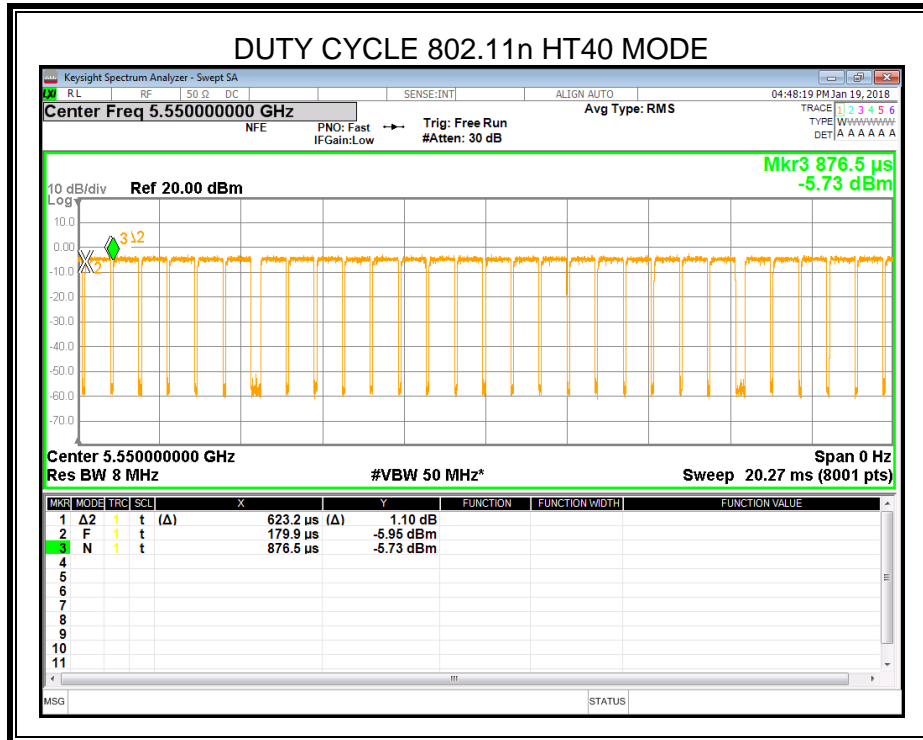 DUTY CYCLE 802.11n HT40 MODE
Keysight Spectrum Analyzer - Swept SA
LXI RL RF 50 Ω DC SENSE:INT ALIGN AUTO 04:48:19 PM Jan 19, 2018
Center Freq 5.550000000 GHz Avg Type: RMS TRACE 1 2 3 4 5 6
NFE PNO: Fast Trig: Free Run TYPE WWWWWW
IFGain:Low #Atten: 30 dB DET A A A A A A
Mkr3 876.5 µs
10 dB/div Ref 20.00 dBm -5.73 dBm
Log
10.0
0.00 3Δ2
-10.0 2
-20.0
-30.0
-40.0
-50.0
-60.0
-70.0
Center 5.550000000 GHz Span 0 Hz
Res BW 8 MHz #VBW 50 MHz* Sweep 20.27 ms (8001 pts)
MKR MODE TRC SCL X Y FUNCTION FUNCTION WIDTH FUNCTION VALUE
1 Δ2 1 t (Δ) 623.2 µs (Δ) 1.10 dB
2 F 1 t 179.9 µs -5.95 dBm
3 N 1 t 876.5 µs -5.73 dBm
4
5
6
7
8
9
10
11
MSG STATUS